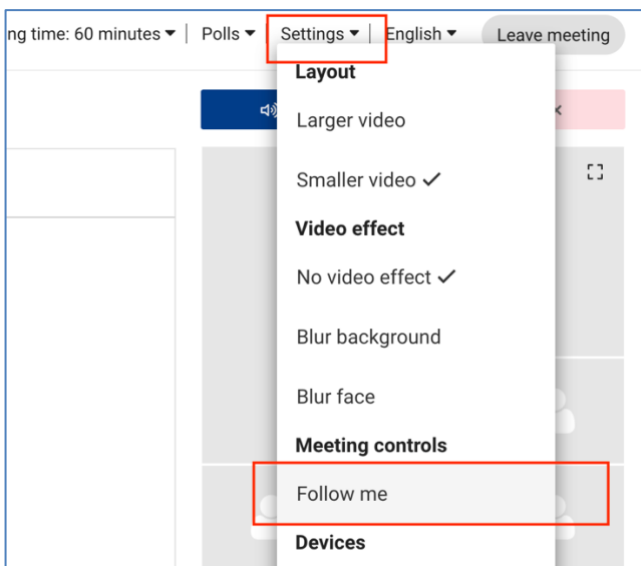 ng time: 60 minutes | Polls | Settings | English Leave meeting
Layout
Larger video
Smaller video
Video effect
No video effect
Blur background
Blur face
Meeting controls
Follow me
Devices